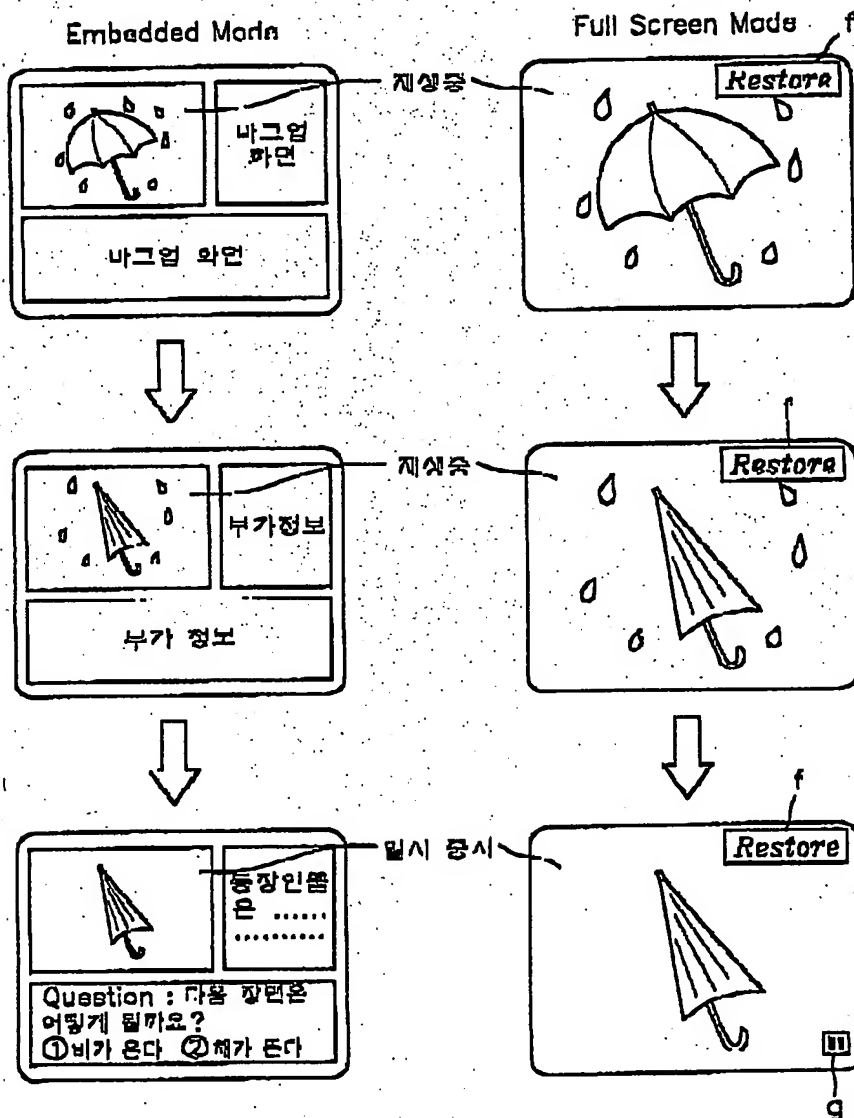 Embedded Mode
Full Screen Mode
f
재생중
Restore
바그업
화면
바그업 화면
재생중
f
Restore
부가정보
부가 정보
일시 중시
f
Restore
등장인물
은 ......
..........
Question : 다음 장면은
어떻게 될까요?
①비가 온다 ②해가 뜬다
g